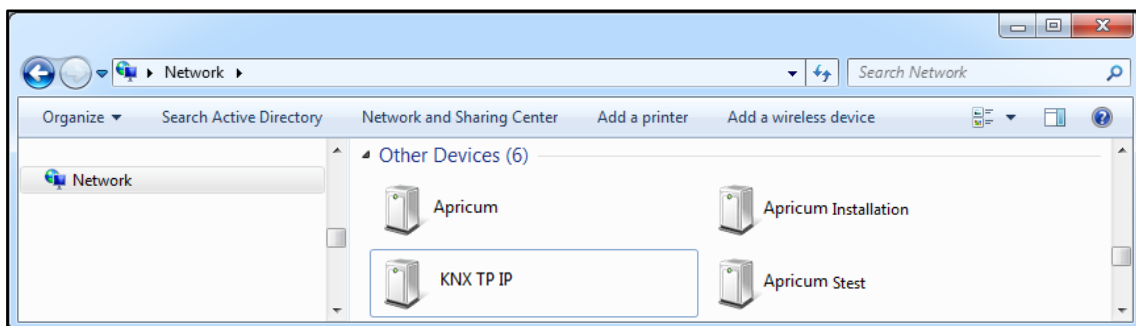 Network
Search Network
Organize Search Active Directory Network and Sharing Center Add a printer Add a wireless device
Network
Other Devices (6)
Apricum Apricum Installation
KNX TP IP Apricum Stest